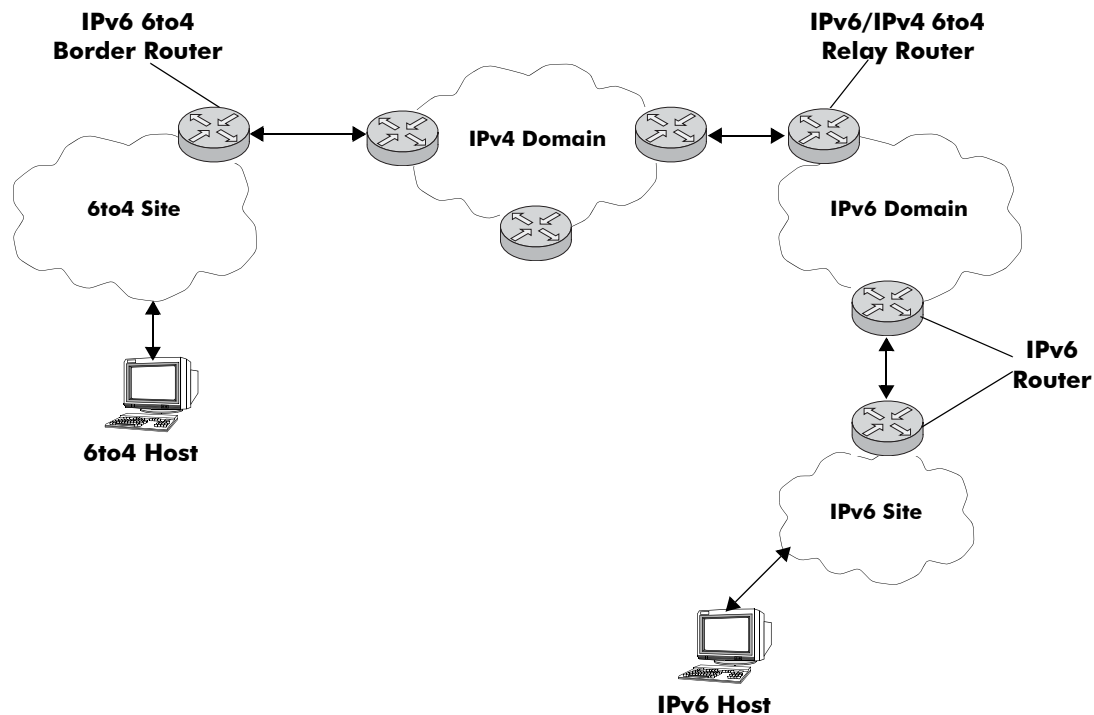 IPv6 6to4
Border Router
IPv6/IPv4 6to4
Relay Router
IPv4 Domain
6to4 Site
IPv6 Domain
IPv6
Router
6to4 Host
IPv6 Site
IPv6 Host